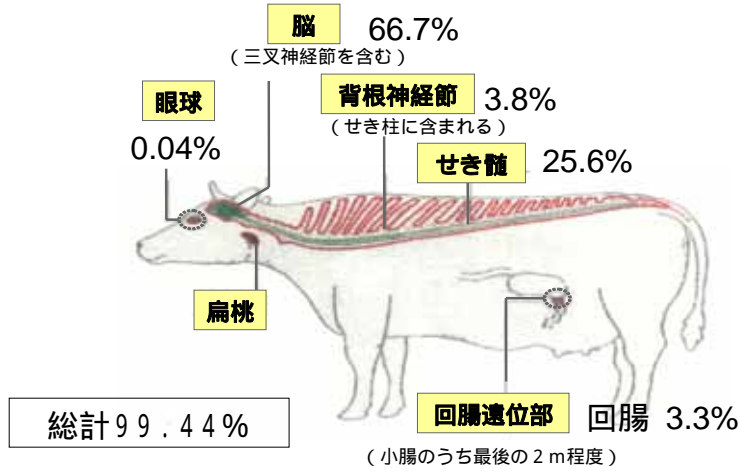 脳 66.7%
（三叉神経節を含む）
眼球
0.04%
背根神経節 3.8%
（せき柱に含まれる）
せき髄 25.6%
扁桃
総計９９．４４％
回腸遠位部 回腸 3.3%
（小腸のうち最後の２ｍ程度）